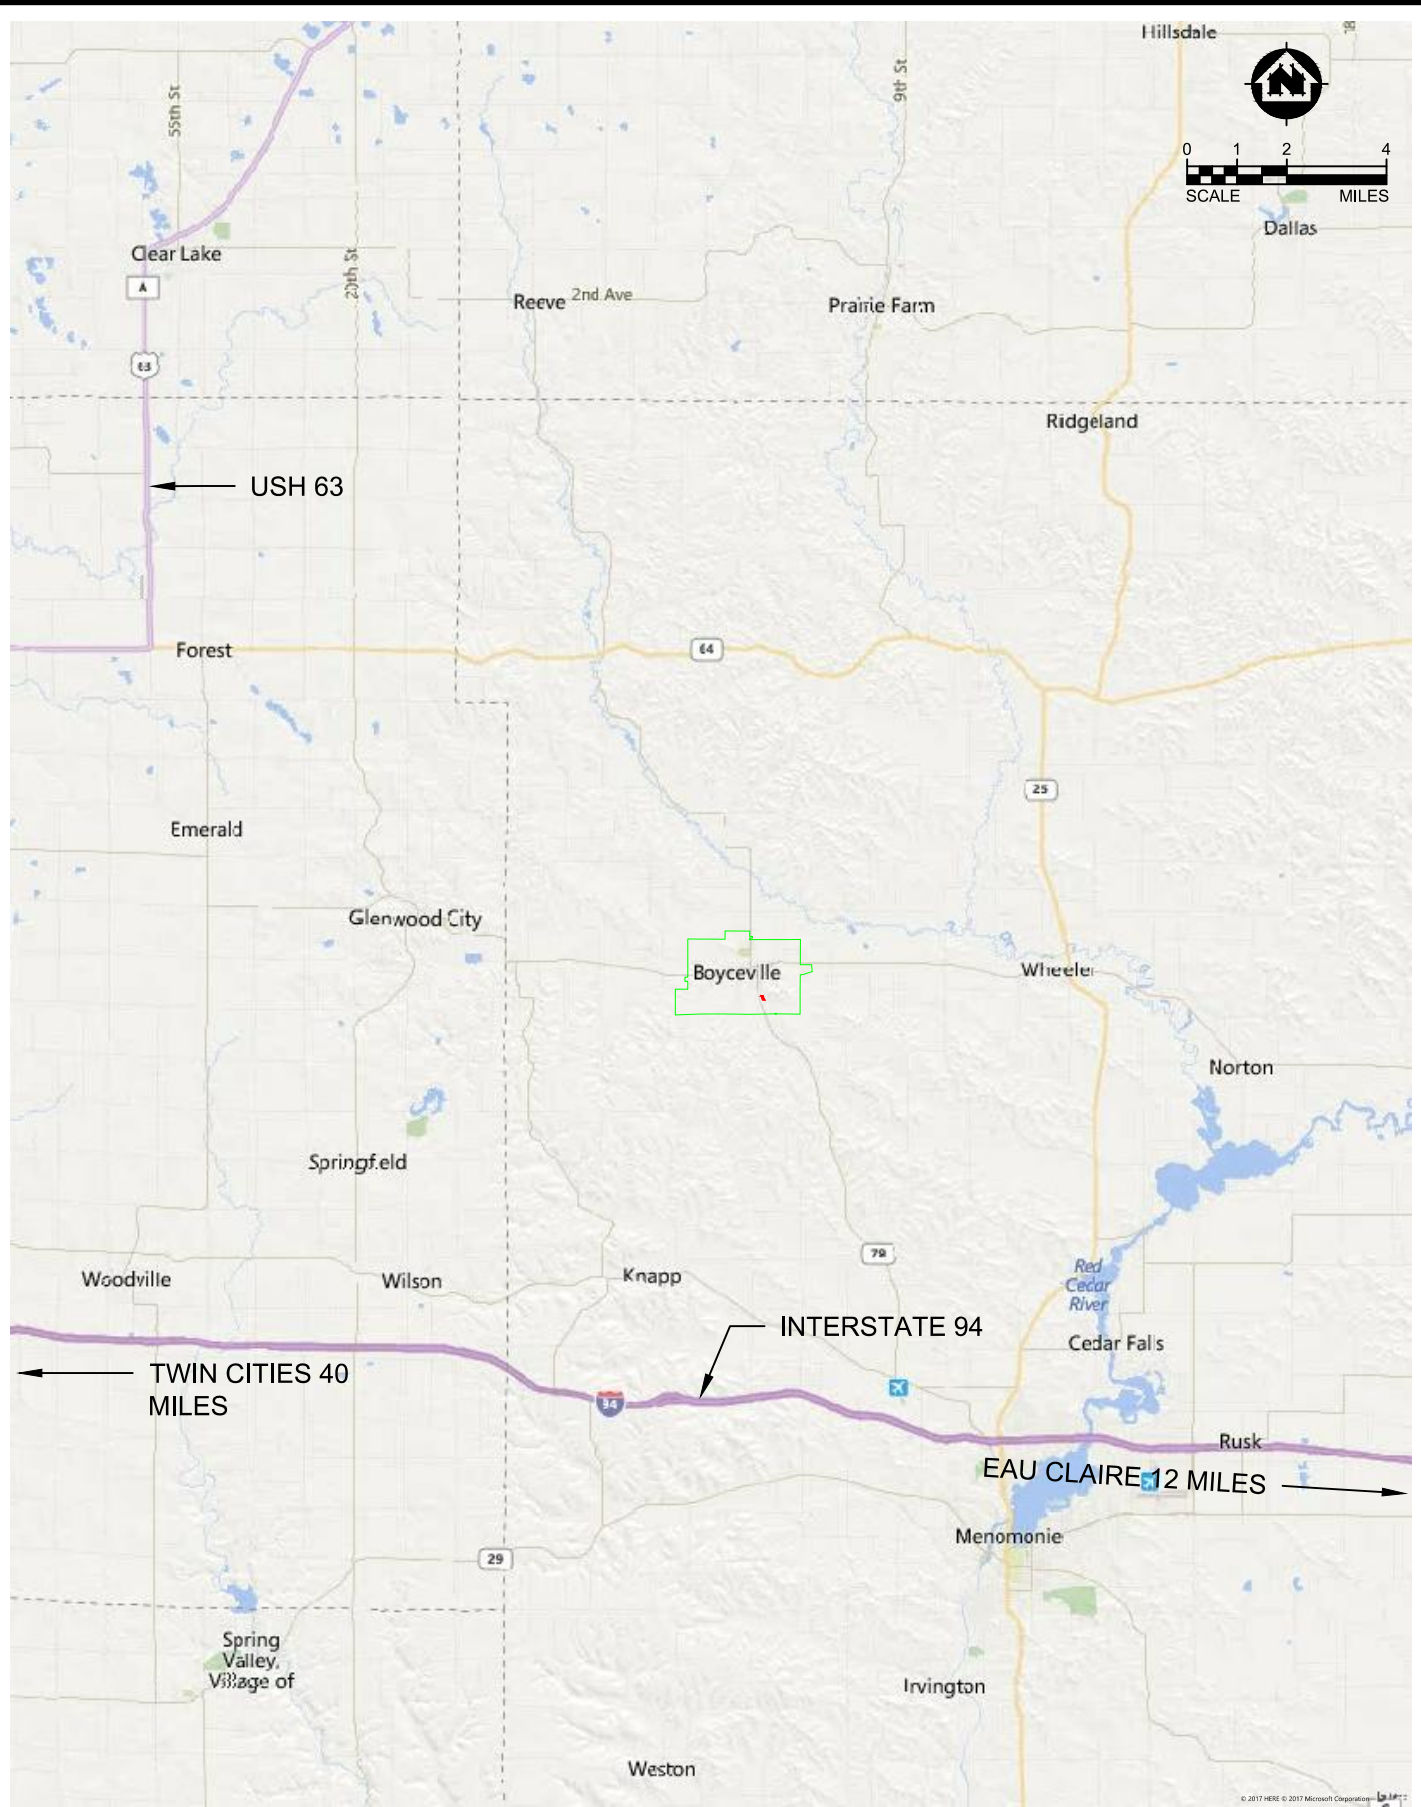 Hillsdale
55th St
9th St
N
0 1 2 4
SCALE MILES
Dallas
Clear Lake
A
20th St
Reeve
2nd Ave
Prairie Farm
63
Ridgeland
USH 63
Forest
64
25
Emerald
Glenwood City
Boyceville
Wheeler
Norton
Springfield
79
Red
Cedar
River
Woodville
Wilson
Knapp
INTERSTATE 94
Cedar Falls
TWIN CITIES 40
MILES
94
Rusk
EAU CLAIRE 12 MILES
Menomonie
29
Spring
Valley,
Village of
Irvington
Weston
© 2017 HERE © 2017 Microsoft Corporation